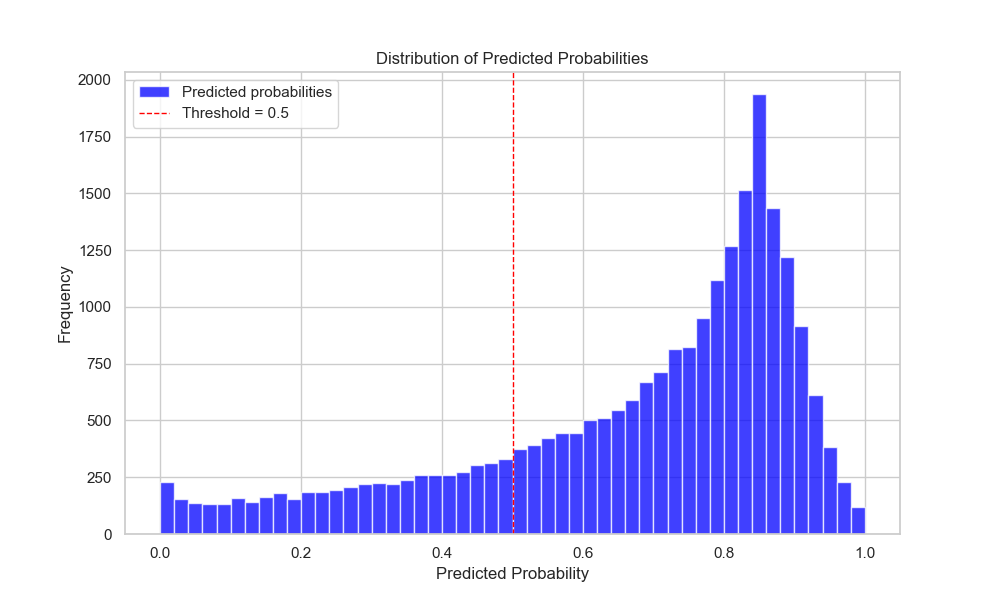 Distribution of Predicted Probabilities
Predicted probabilities
Threshold = 0.5
2000
1750
1500
1250
1000
750
500
250
0
Frequency
0.0 0.2 0.4 0.6 0.8 1.0
Predicted Probability